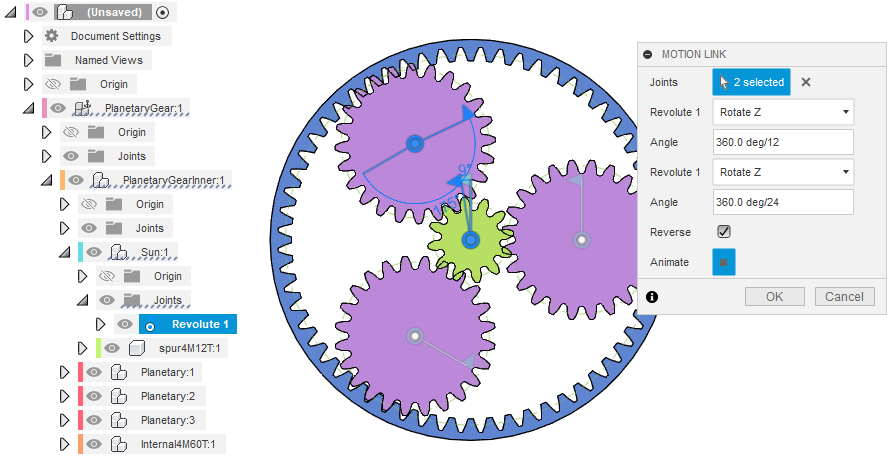 (Unsaved)
Document Settings
Named Views
Origin
PlanetaryGear:1
Origin
Joints
PlanetaryGearInner:1
Origin
Joints
Sun:1
Origin
Joints
Revolute 1
spur4M12T:1
Planetary:1
Planetary:2
Planetary:3
Internal4M60T:1
9°
MOTION LINK
Joints
2 selected
Revolute 1
Rotate Z
Angle
360.0 deg/12
Revolute 1
Rotate Z
Angle
360.0 deg/24
Reverse
Animate
OK
Cancel